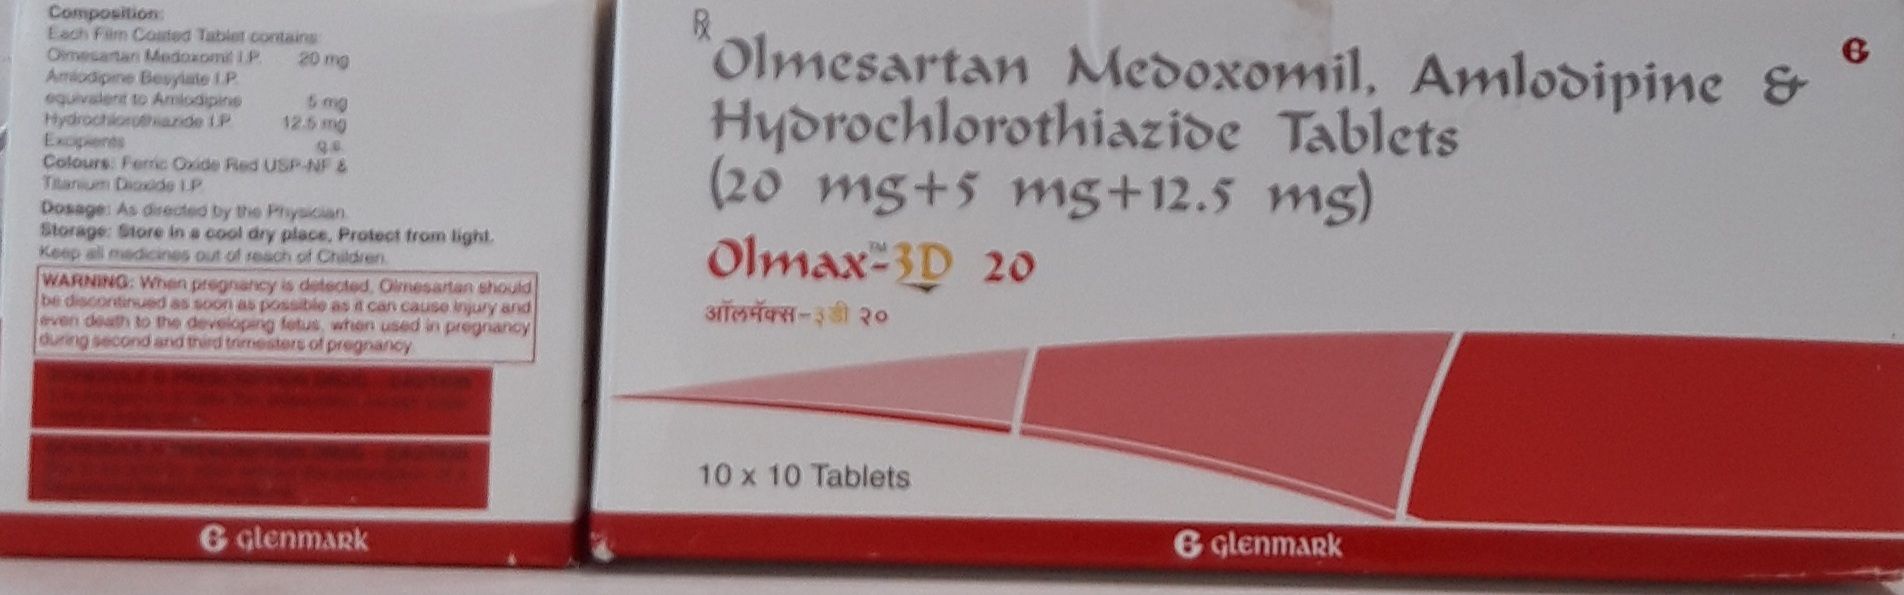 Composition:
Each Film Coated Tablet contains:
Olmesartan Medoxomil I.P. 20 mg
Amlodipine Besylate I.P.
equivalent to Amlodipine 5 mg
Hydrochlorothiazide I.P. 12.5 mg
Excipients q.s.
Colours: Ferric Oxide Red USP-NF &
Titanium Dioxide I.P.
Dosage: As directed by the Physician.
Storage: Store in a cool dry place, Protect from light.
Keep all medicines out of reach of Children.
WARNING: When pregnancy is detected, Olmesartan should
be discontinued as soon as possible as it can cause injury and
even death to the developing fetus, when used in pregnancy
during second and third trimesters of pregnancy
glenmark
Rx
Olmesartan Medoxomil, Amlodipine &
Hydrochlorothiazide Tablets
(20 mg+5 mg+12.5 mg)
Olmax™-3D 20
ऑलमॅक्स-३डी २०
10 x 10 Tablets
glenmark